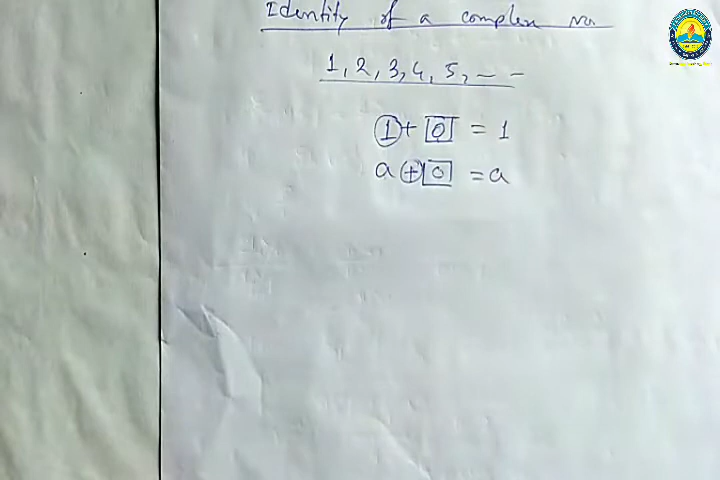 Identity of a complex no
1, 2, 3, 4, 5, - -
1 + 0 = 1
a + 0 = a